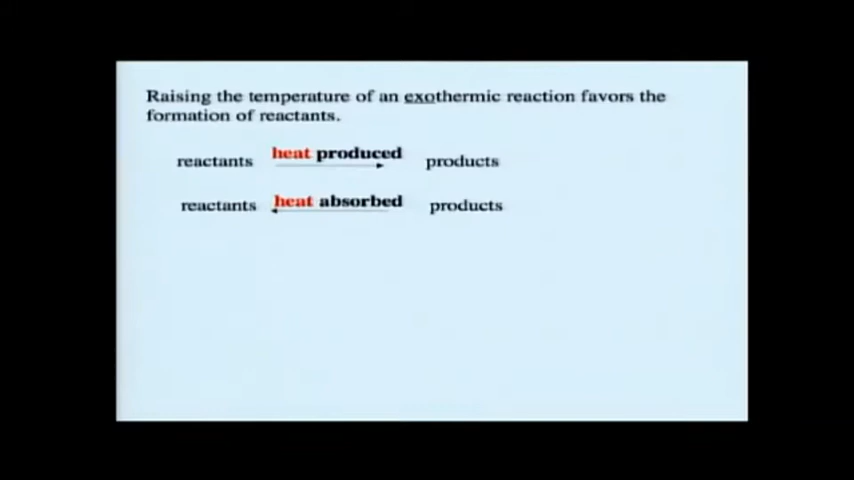 Raising the temperature of an exothermic reaction favors the
formation of reactants.
reactants heat produced products
reactants heat absorbed products